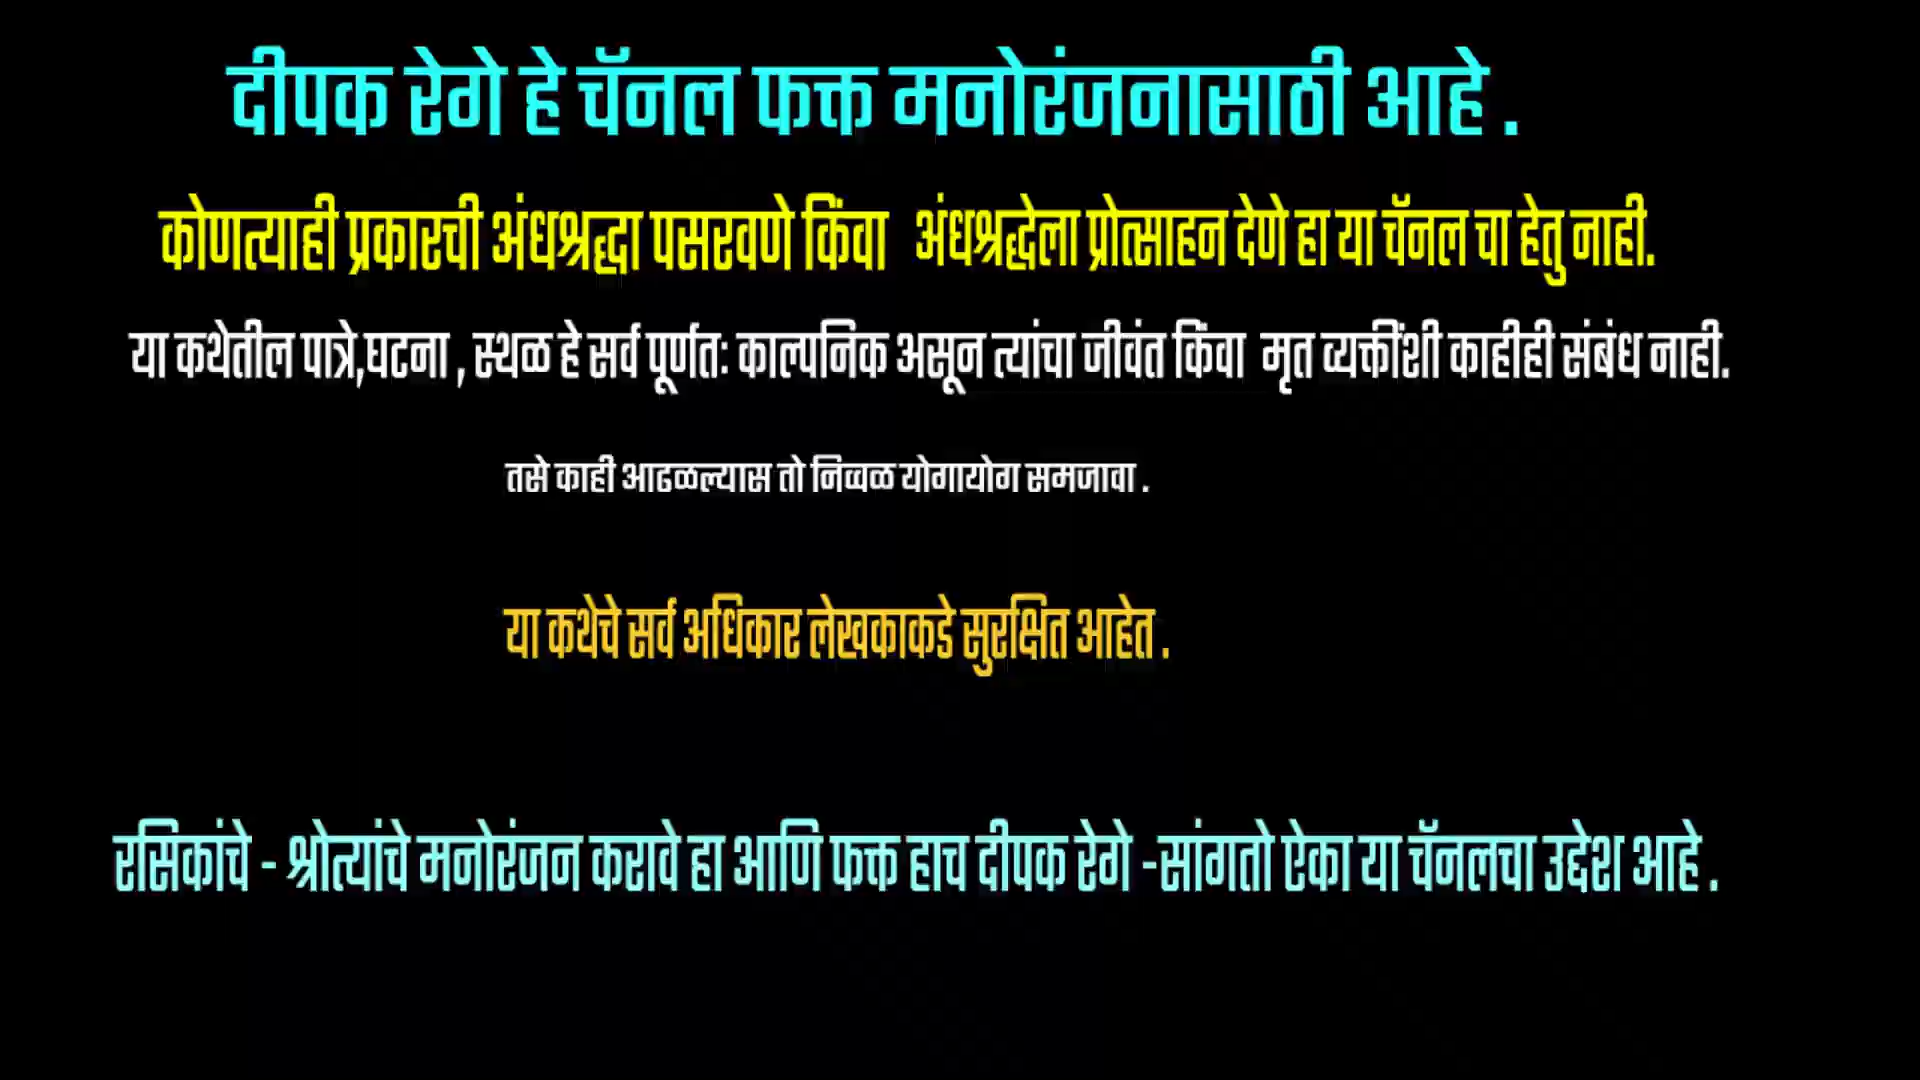 दीपक रेगे हे चॅनल फक्त मनोरंजनासाठी आहे .
कोणत्याही प्रकारची अंधश्रद्धा पसरवणे किंवा अंधश्रद्धेला प्रोत्साहन देणे हा या चॅनल चा हेतु नाही.
या कथेतील पात्रे,घटना , स्थळ हे सर्व पूर्णतः काल्पनिक असून त्यांचा जीवंत किंवा मृत व्यक्तींशी काहीही संबंध नाही.
तसे काही आढळल्यास तो निव्वळ योगायोग समजावा .
या कथेचे सर्व अधिकार लेखकाकडे सुरक्षित आहेत .
रसिकांचे - श्रोत्यांचे मनोरंजन करावे हा आणि फक्त हाच दीपक रेगे -सांगतो ऐका या चॅनलचा उद्देश आहे .